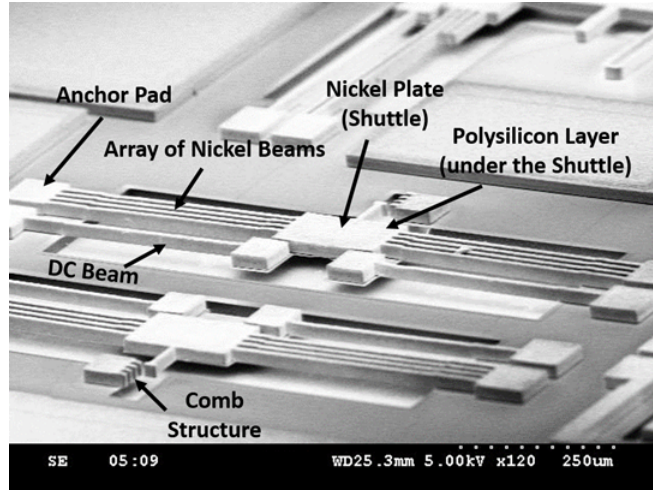 Nickel Plate
(Shuttle)
Anchor Pad
Polysilicon Layer
(under the Shuttle)
Array of Nickel Beams
DC Beam
Comb
Structure
SE 05:09 WD25.3mm 5.00kV x120 250um